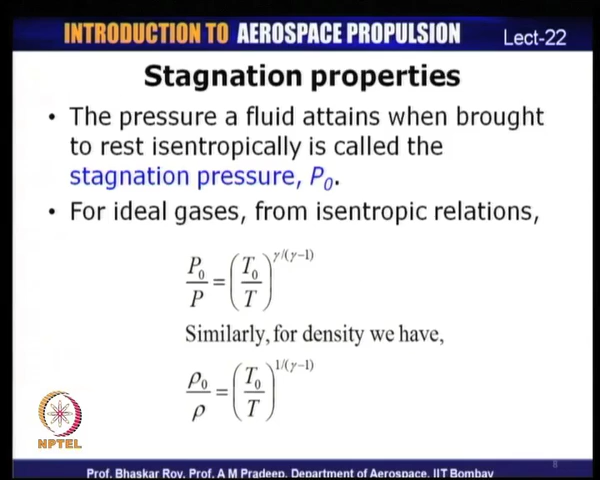 INTRODUCTION TO AEROSPACE PROPULSION Lect-22
Stagnation properties
• The pressure a fluid attains when brought
to rest isentropically is called the
stagnation pressure, P₀.
• For ideal gases, from isentropic relations,
P₀/P = (T₀/T)^γ/(γ−1)
Similarly, for density we have,
ρ₀/ρ = (T₀/T)^1/(γ−1)
NPTEL
8
Prof. Bhaskar Roy, Prof. A M Pradeep, Department of Aerospace, IIT Bombay